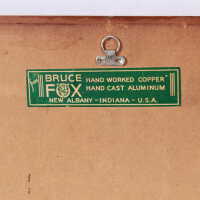 BRUCE FOX
HAND WORKED COPPER
HAND CAST ALUMINUM
NEW ALBANY - INDIANA - U.S.A.